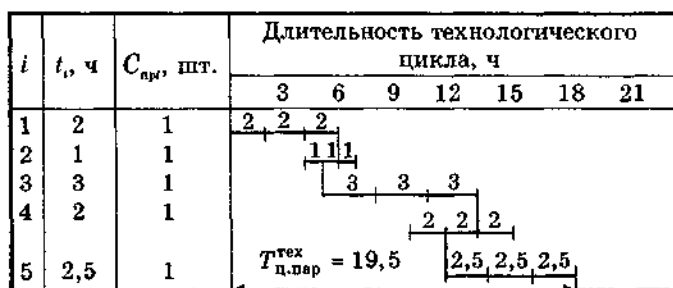 i t_i, ч C_прi, шт. Длительность технологического цикла, ч
3 6 9 12 15 18 21
1 2 1 2 2 2
2 1 1 1 1 1
3 3 1 3 3 3
4 2 1 2 2 2
5 2,5 1 T^тех_ц.пар = 19,5 2,5 2,5 2,5